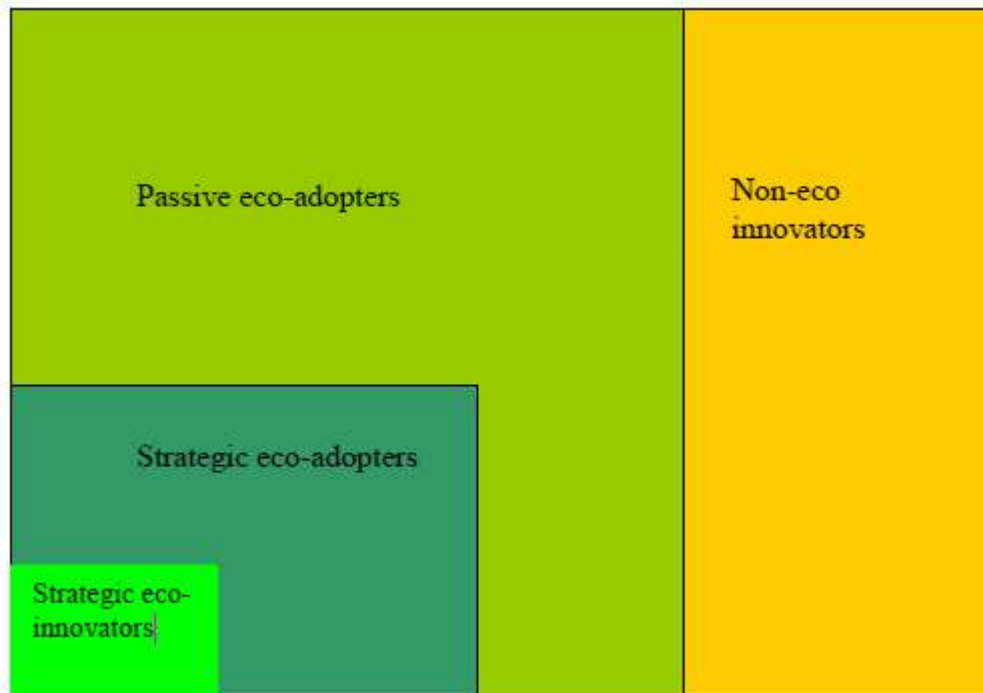 Passive eco-adopters
Non-eco
innovators
Strategic eco-adopters
Strategic eco-
innovators